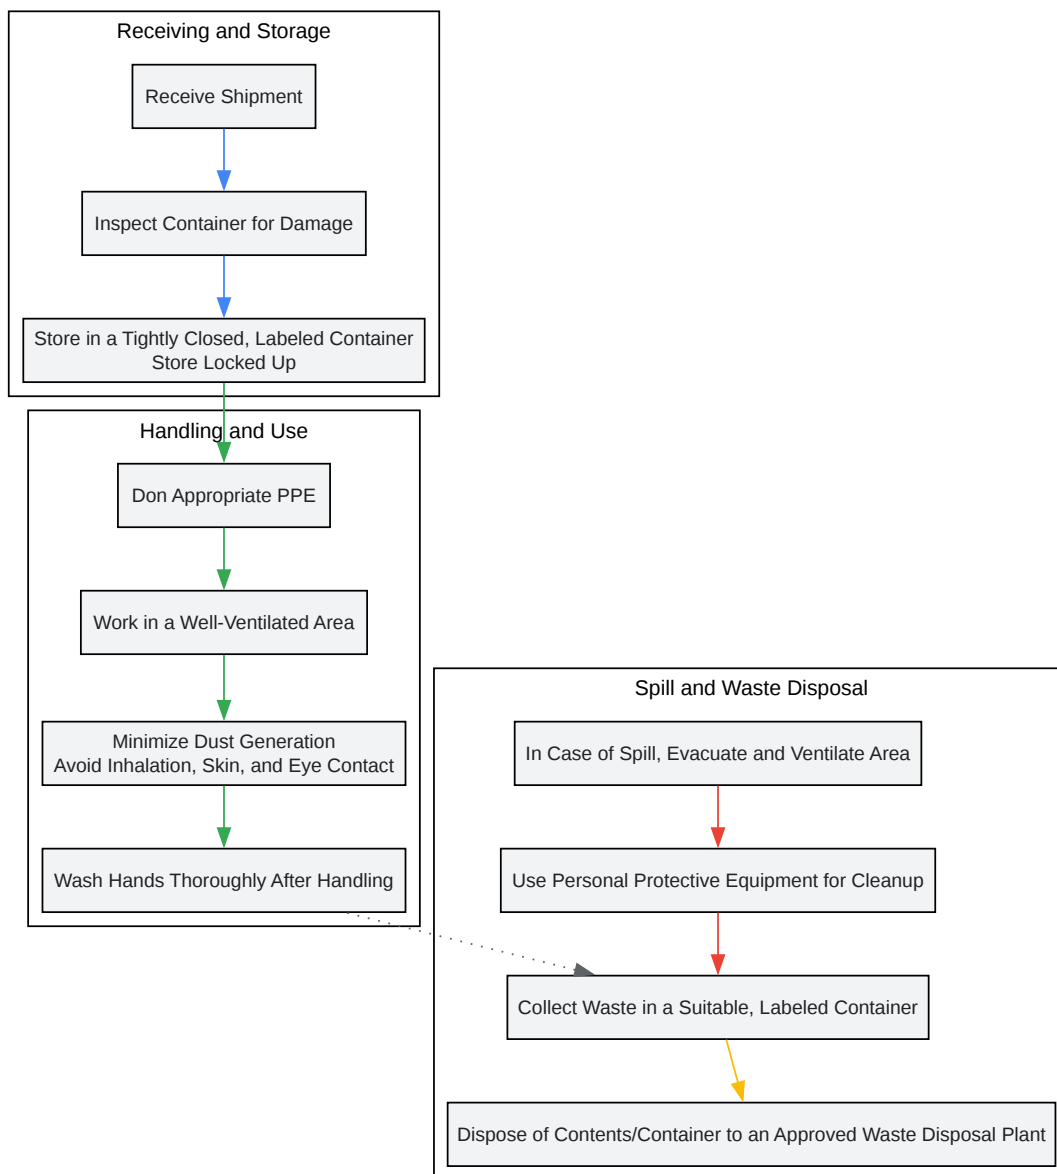 Receiving and Storage
Receive Shipment
Inspect Container for Damage
Store in a Tightly Closed, Labeled Container
Store Locked Up
Handling and Use
Don Appropriate PPE
Work in a Well-Ventilated Area
Minimize Dust Generation
Avoid Inhalation, Skin, and Eye Contact
Wash Hands Thoroughly After Handling
Spill and Waste Disposal
In Case of Spill, Evacuate and Ventilate Area
Use Personal Protective Equipment for Cleanup
Collect Waste in a Suitable, Labeled Container
Dispose of Contents/Container to an Approved Waste Disposal Plant